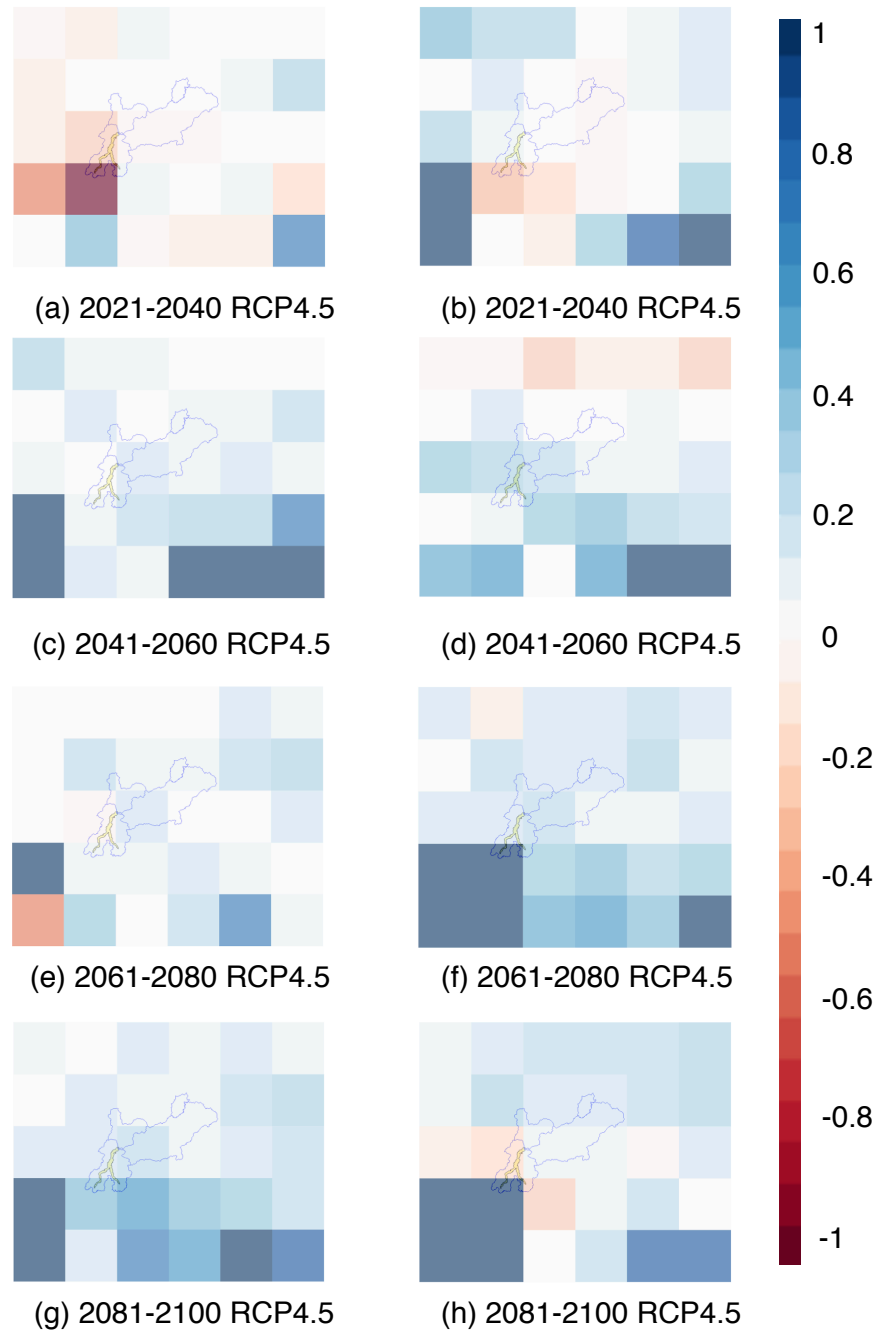 (a) 2021-2040 RCP4.5
(b) 2021-2040 RCP4.5
(c) 2041-2060 RCP4.5
(d) 2041-2060 RCP4.5
(e) 2061-2080 RCP4.5
(f) 2061-2080 RCP4.5
(g) 2081-2100 RCP4.5
(h) 2081-2100 RCP4.5
1
0.8
0.6
0.4
0.2
0
-0.2
-0.4
-0.6
-0.8
-1